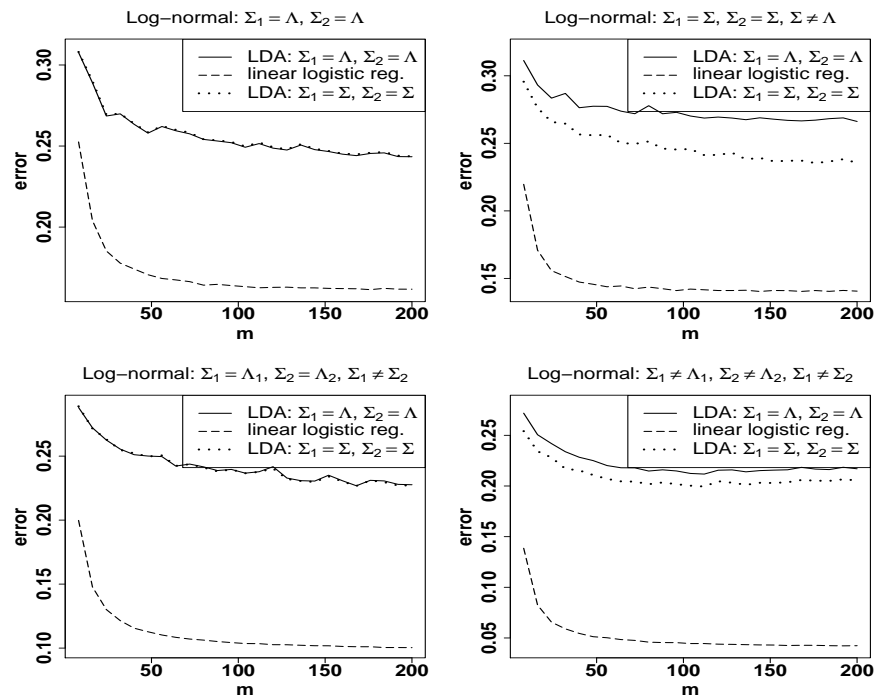 Log−normal: Σ1 = Λ, Σ2 = Λ
LDA: Σ1 = Λ, Σ2 = Λ
linear logistic reg.
LDA: Σ1 = Σ, Σ2 = Σ
error
0.20
0.25
0.30
50
100
150
200
m
Log−normal: Σ1 = Σ, Σ2 = Σ, Σ ≠ Λ
LDA: Σ1 = Λ, Σ2 = Λ
linear logistic reg.
LDA: Σ1 = Σ, Σ2 = Σ
error
0.15
0.20
0.25
0.30
50
100
150
200
m
Log−normal: Σ1 = Λ1, Σ2 = Λ2, Σ1 ≠ Σ2
LDA: Σ1 = Λ, Σ2 = Λ
linear logistic reg.
LDA: Σ1 = Σ, Σ2 = Σ
error
0.10
0.15
0.20
0.25
50
100
150
200
m
Log−normal: Σ1 ≠ Λ1, Σ2 ≠ Λ2, Σ1 ≠ Σ2
LDA: Σ1 = Λ, Σ2 = Λ
linear logistic reg.
LDA: Σ1 = Σ, Σ2 = Σ
error
0.05
0.10
0.15
0.20
0.25
50
100
150
200
m